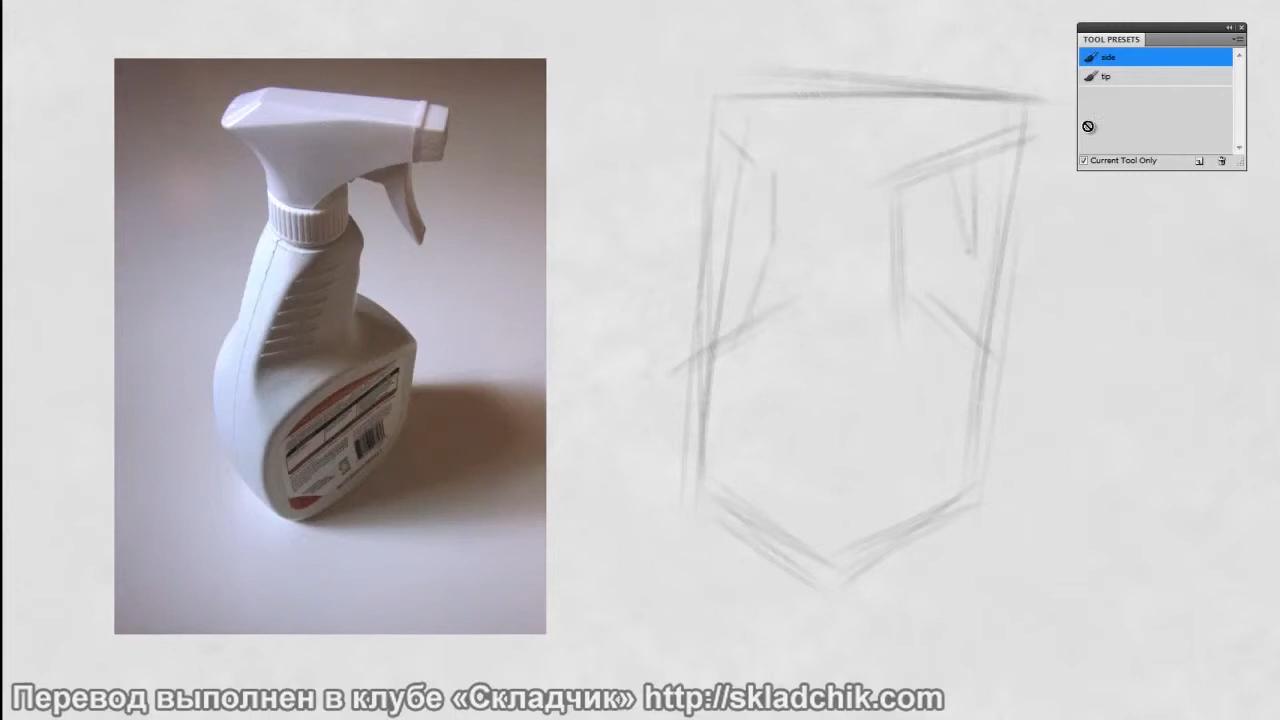 TOOL PRESETS
side
tip
Current Tool Only
Перевод выполнен в клубе «Складчик» http://skladchik.com